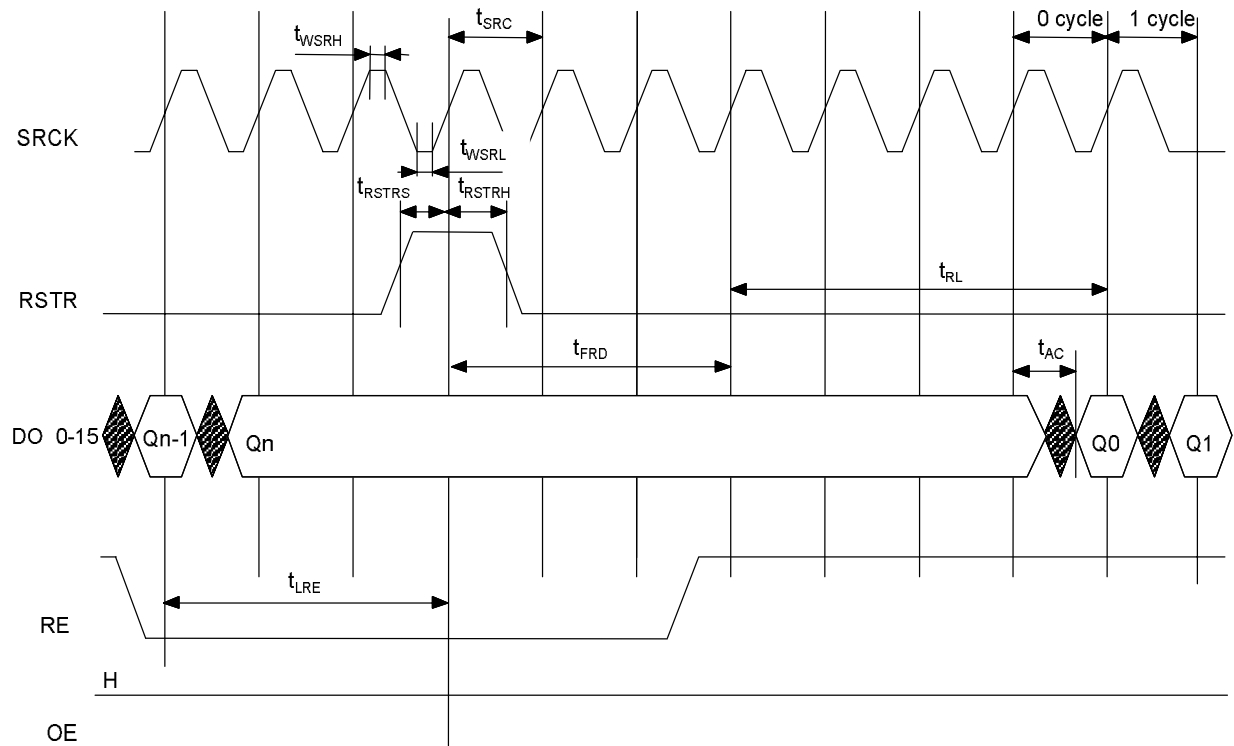 0 cycle
1 cycle
tSRC
tWSRH
SRCK
tWSRL
tRSTRS
tRSTRH
RSTR
tRL
tFRD
tAC
DO 0-15
Qn-1
Qn
Q0
Q1
tLRE
RE
H
OE